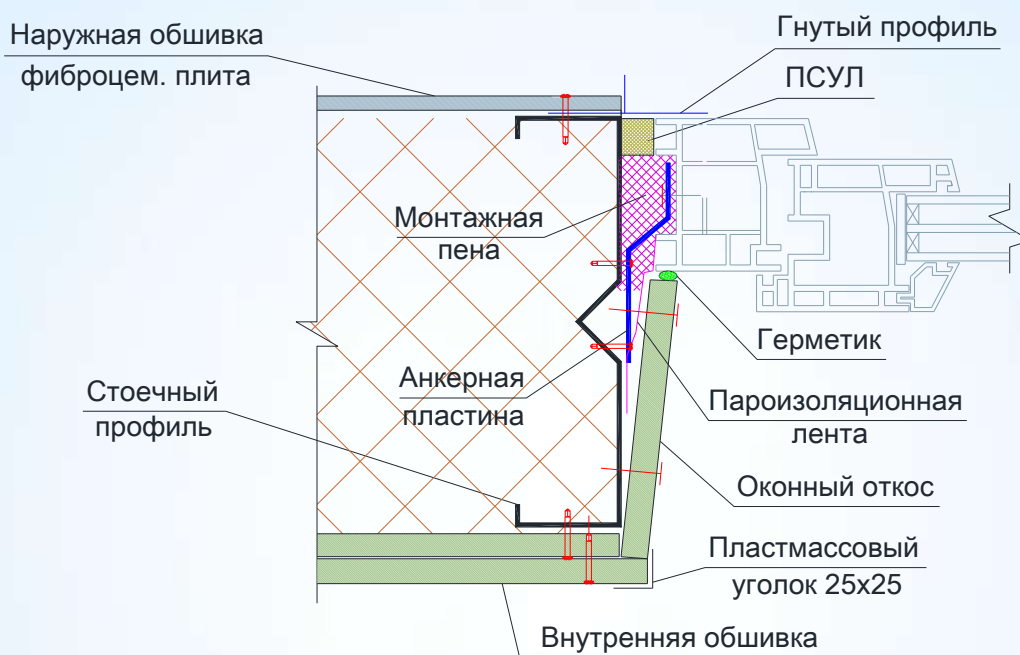 Наружная обшивка
фиброцем. плита
Гнутый профиль
ПСУЛ
Монтажная
пена
Герметик
Анкерная
пластина
Стоечный
профиль
Пароизоляционная
лента
Оконный откос
Пластмассовый
уголок 25х25
Внутренняя обшивка